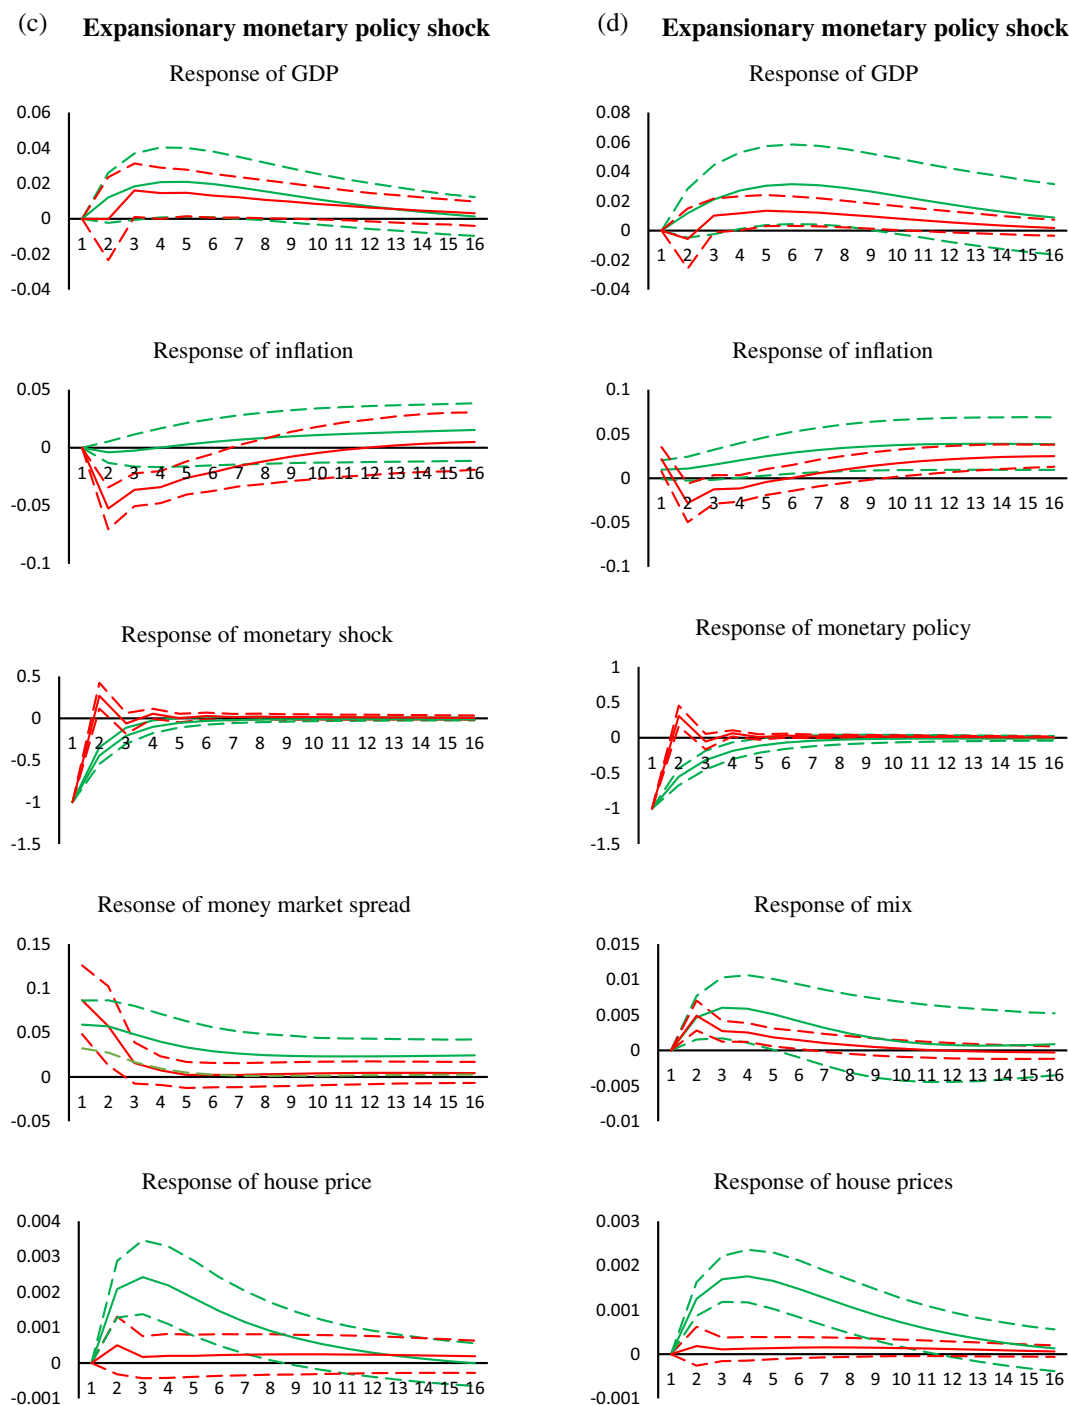 (c) Expansionary monetary policy shock
Response of GDP
0.06
0.04
0.02
0
-0.02
-0.04
1 2 3 4 5 6 7 8 9 10 11 12 13 14 15 16
Response of inflation
0.05
0
-0.05
-0.1
1 2 3 4 5 6 7 8 9 10 11 12 13 14 15 16
Response of monetary shock
0.5
0
-0.5
-1
-1.5
1 2 3 4 5 6 7 8 9 10 11 12 13 14 15 16
Resonse of money market spread
0.15
0.1
0.05
0
-0.05
1 2 3 4 5 6 7 8 9 10 11 12 13 14 15 16
Response of house price
0.004
0.003
0.002
0.001
0
-0.001
1 2 3 4 5 6 7 8 9 10 11 12 13 14 15 16
(d) Expansionary monetary policy shock
Response of GDP
0.08
0.06
0.04
0.02
0
-0.02
-0.04
1 2 3 4 5 6 7 8 9 10 11 12 13 14 15 16
Response of inflation
0.1
0.05
0
-0.05
-0.1
1 2 3 4 5 6 7 8 9 10 11 12 13 14 15 16
Response of monetary policy
1
0.5
0
-0.5
-1
-1.5
1 2 3 4 5 6 7 8 9 10 11 12 13 14 15 16
Response of mix
0.015
0.01
0.005
0
-0.005
-0.01
1 2 3 4 5 6 7 8 9 10 11 12 13 14 15 16
Response of house prices
0.003
0.002
0.001
0
-0.001
1 2 3 4 5 6 7 8 9 10 11 12 13 14 15 16